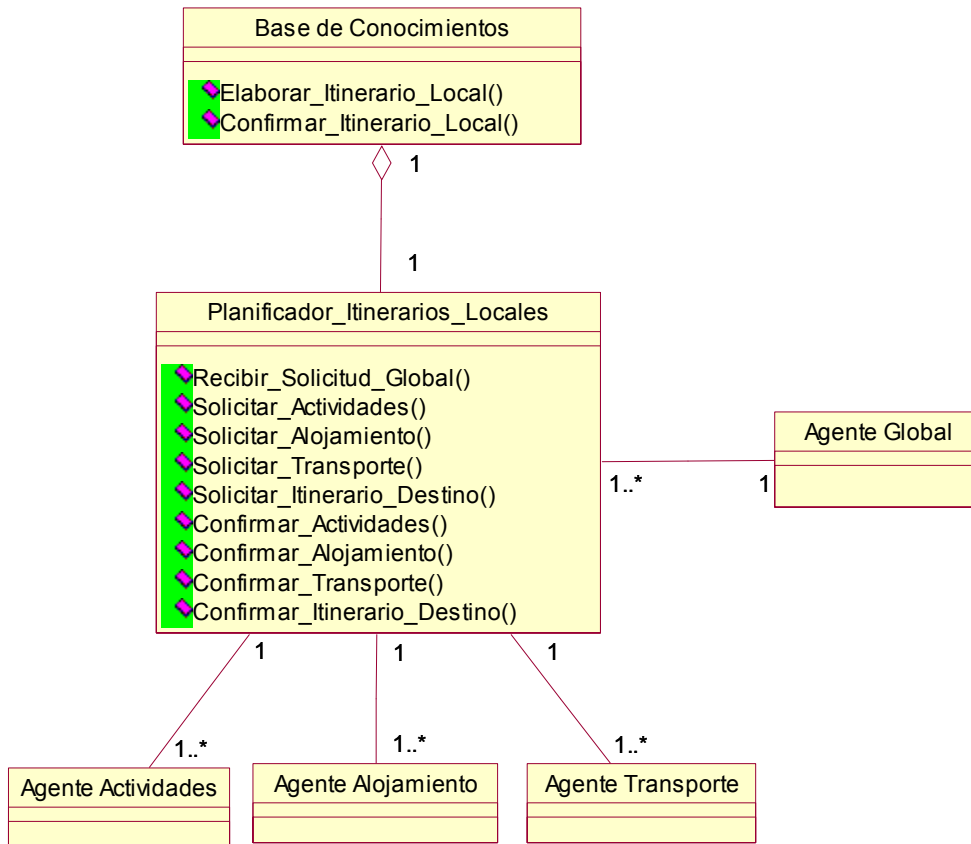 Base de Conocimientos
Elaborar_Itinerario_Local()
Confirmar_Itinerario_Local()
1
1
Planificador_Itinerarios_Locales
Recibir_Solicitud_Global()
Solicitar_Actividades()
Solicitar_Alojamiento()
Solicitar_Transporte()
Solicitar_Itinerario_Destino()
Confirmar_Actividades()
Confirmar_Alojamiento()
Confirmar_Transporte()
Confirmar_Itinerario_Destino()
Agente Global
1..*
1
1
1
1
1..*
1..*
1..*
Agente Actividades
Agente Alojamiento
Agente Transporte